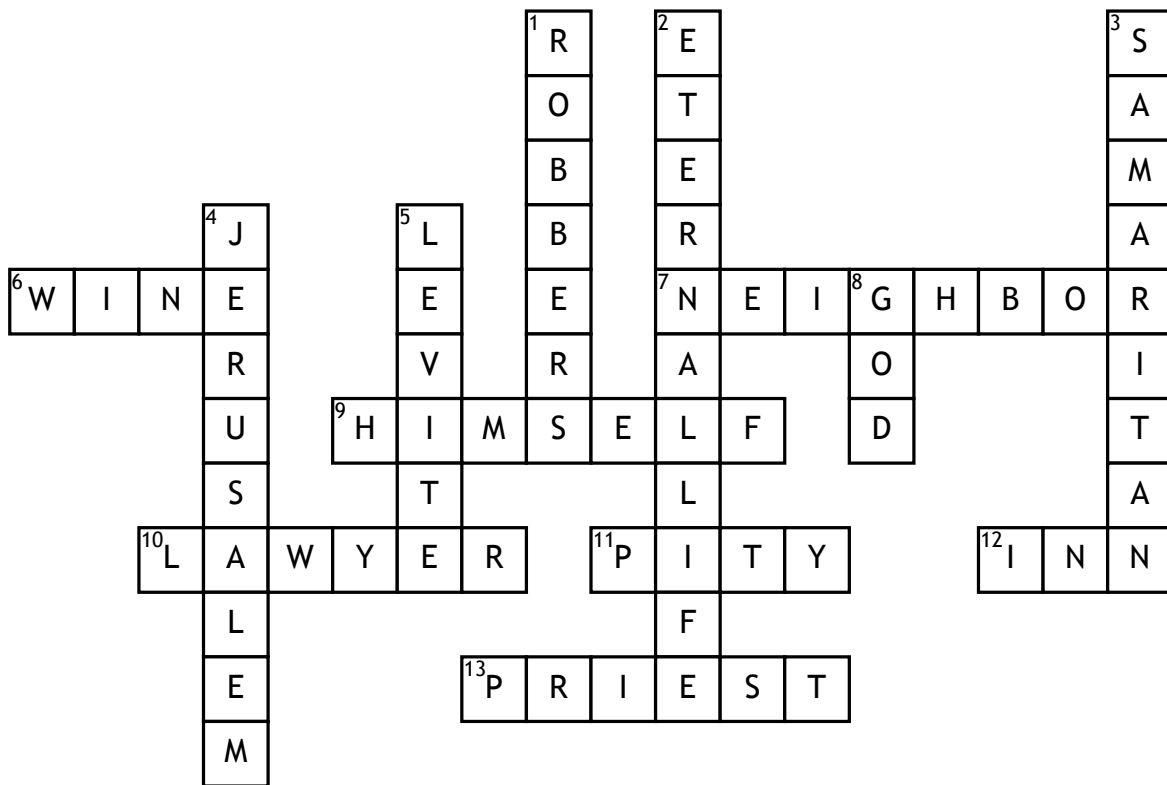 1 R 2 E 3 S
O T A
B E M
4 J 5 L B R A
6 W I N E E E 7 N E I 8 G H B O R
R V R A O I
U 9 H I M S E L F D T
S T L A
10 L A W Y E R 11 P I T Y 12 I N N
L F
E 13 P R I E S T
M